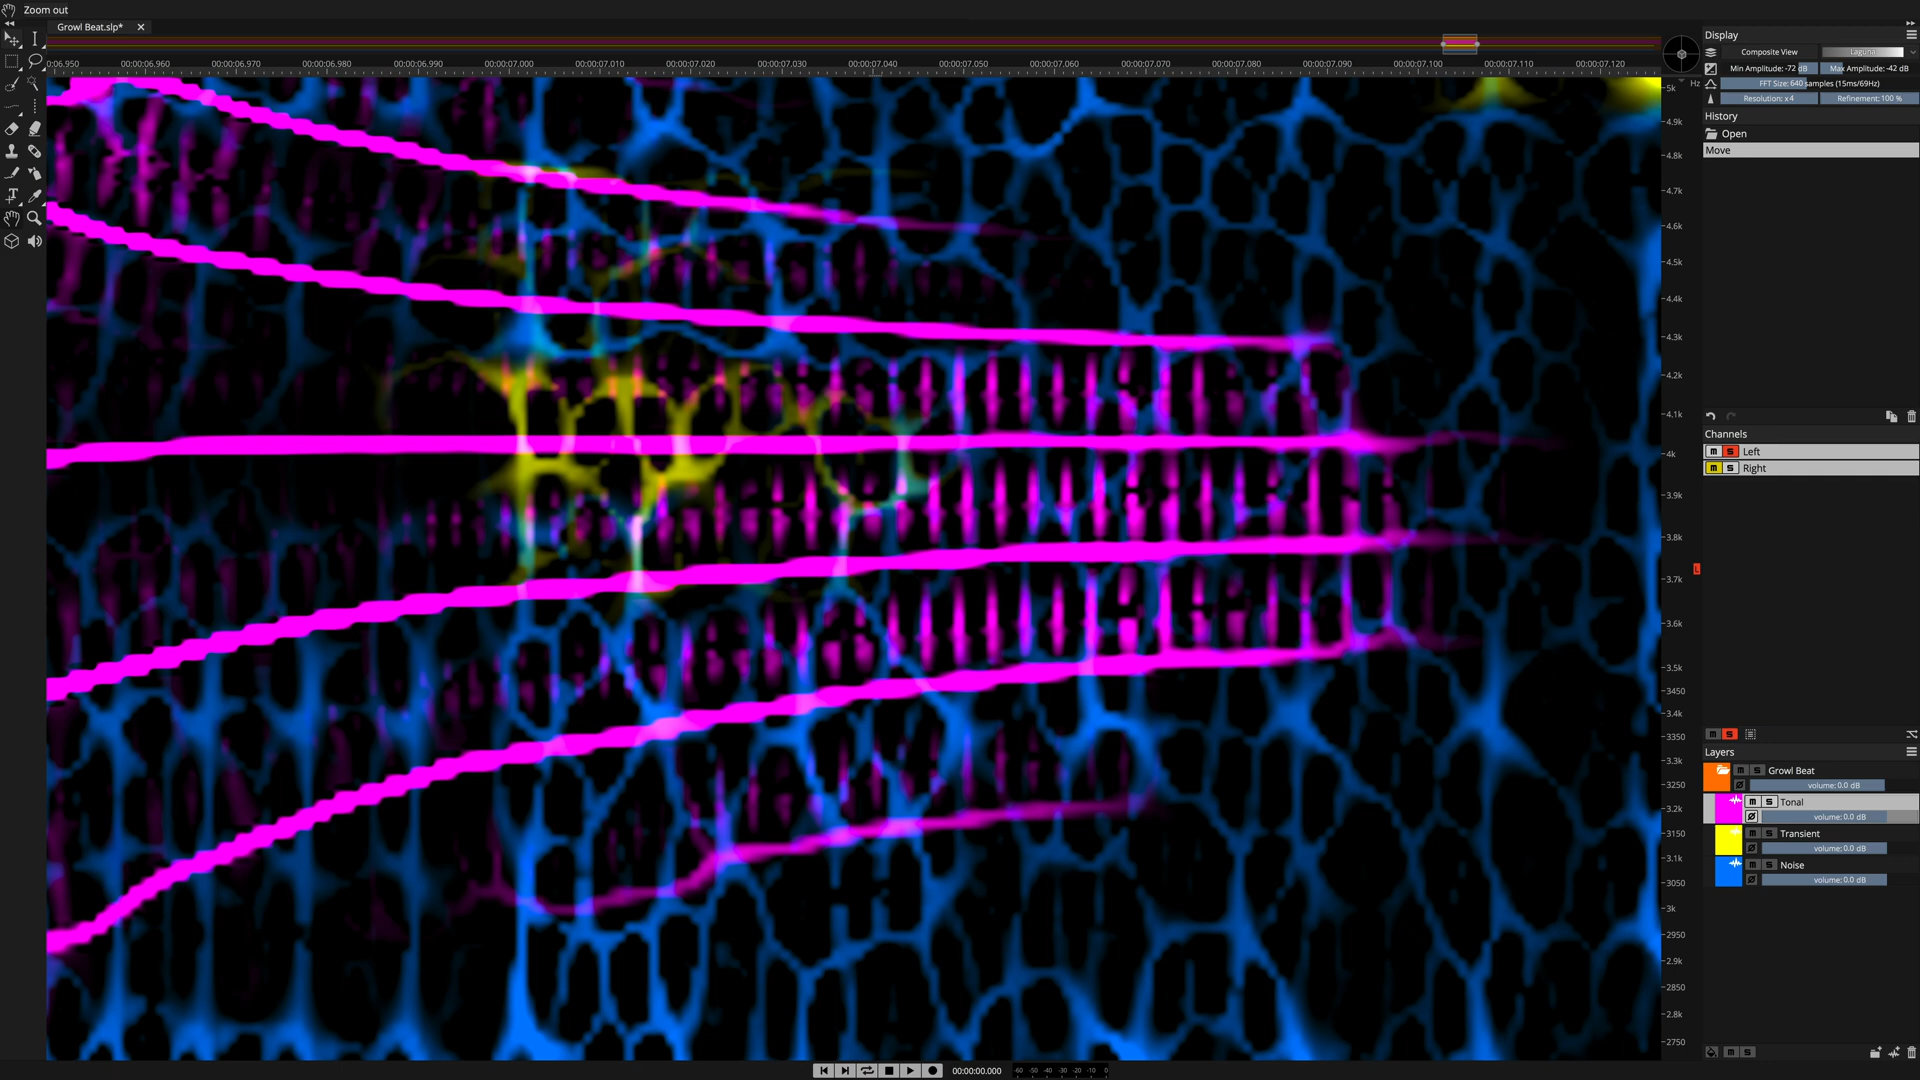 Zoom out
Growl Beat.slp*
00:06.950 00:00:06.960 00:00:06.970 00:00:06.980 00:00:06.990 00:00:07.000 00:00:07.010 00:00:07.020 00:00:07.030 00:00:07.040 00:00:07.050 00:00:07.060 00:00:07.070 00:00:07.080 00:00:07.090 00:00:07.100 00:00:07.110 00:00:07.120
Hz
5k
4.9k
4.8k
4.7k
4.6k
4.5k
4.4k
4.3k
4.2k
4.1k
4k
3.9k
3.8k
3.7k
3.6k
3.5k
3450
3.4k
3350
3.3k
3250
3.2k
3150
3.1k
3050
3k
2950
2.9k
2850
2.8k
2750
L
Display
Composite View Laguna
Min Amplitude: -72 dB Max Amplitude: -42 dB
FFT Size: 640 samples (15ms/69Hz)
Resolution: x4 Refinement: 100 %
History
Open
Move
Channels
m S Left
m S Right
m S
Layers
m S Growl Beat
volume: 0.0 dB
m S Tonal
volume: 0.0 dB
m S Transient
volume: 0.0 dB
m S Noise
volume: 0.0 dB
m S
00:00:00.000
-60 -50 -40 -30 -20 -10 0